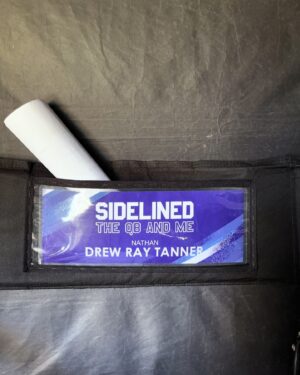 SIDELINED
THE QB AND ME
NATHAN
DREW RAY TANNER